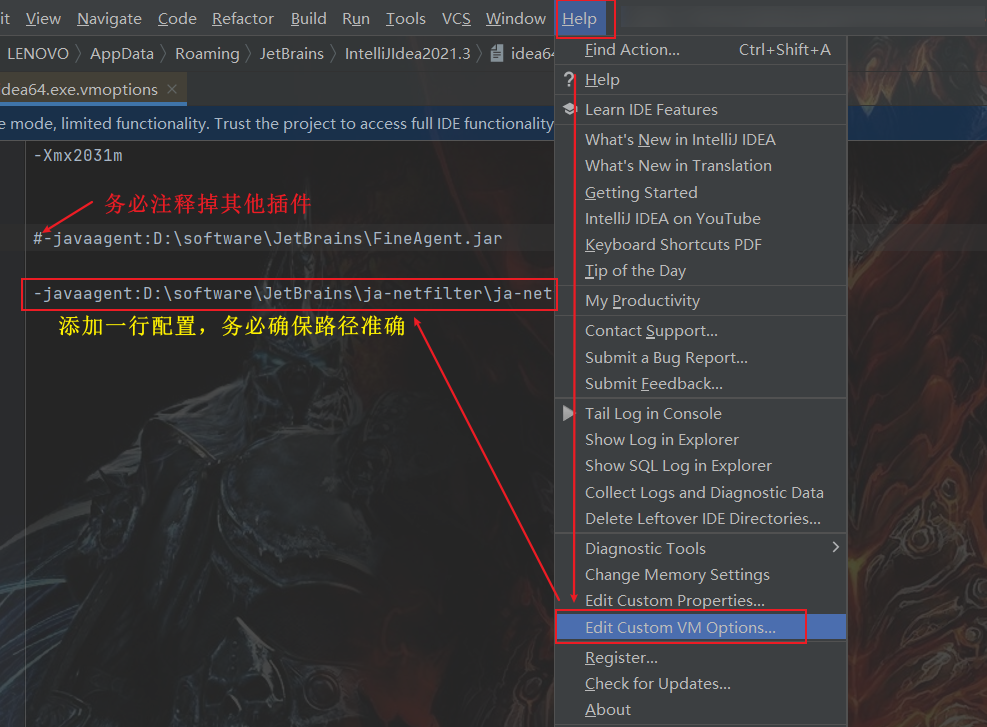 it View Navigate Code Refactor Build Run Tools VCS Window Help
LENOVO AppData Roaming JetBrains IntelliJIdea2021.3 idea64
dea64.exe.vmoptions
e mode, limited functionality. Trust the project to access full IDE functionality
-Xmx2031m
务必注释掉其他插件
#-javaagent:D:\software\JetBrains\FineAgent.jar
-javaagent:D:\software\JetBrains\ja-netfilter\ja-net
添加一行配置，务必确保路径准确
Find Action... Ctrl+Shift+A
? Help
Learn IDE Features
What's New in IntelliJ IDEA
What's New in Translation
Getting Started
IntelliJ IDEA on YouTube
Keyboard Shortcuts PDF
Tip of the Day
My Productivity
Contact Support...
Submit a Bug Report...
Submit Feedback...
Tail Log in Console
Show Log in Explorer
Show SQL Log in Explorer
Collect Logs and Diagnostic Data
Delete Leftover IDE Directories...
Diagnostic Tools
Change Memory Settings
Edit Custom Properties...
Edit Custom VM Options...
Register...
Check for Updates...
About